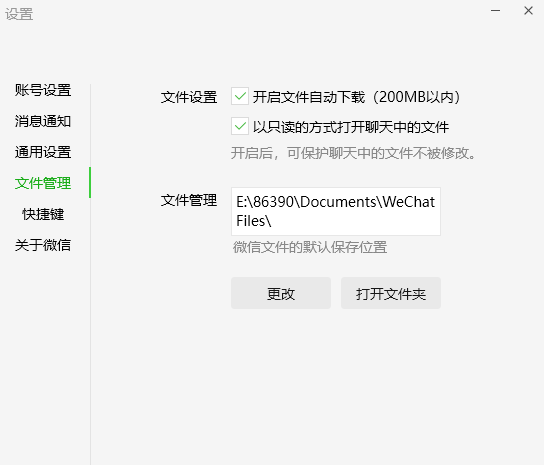 设置
账号设置
消息通知
通用设置
文件管理
快捷键
关于微信
文件设置
开启文件自动下载（200MB以内）
以只读的方式打开聊天中的文件
开启后，可保护聊天中的文件不被修改。
文件管理
E:\86390\Documents\WeChat
Files\
微信文件的默认保存位置
更改
打开文件夹